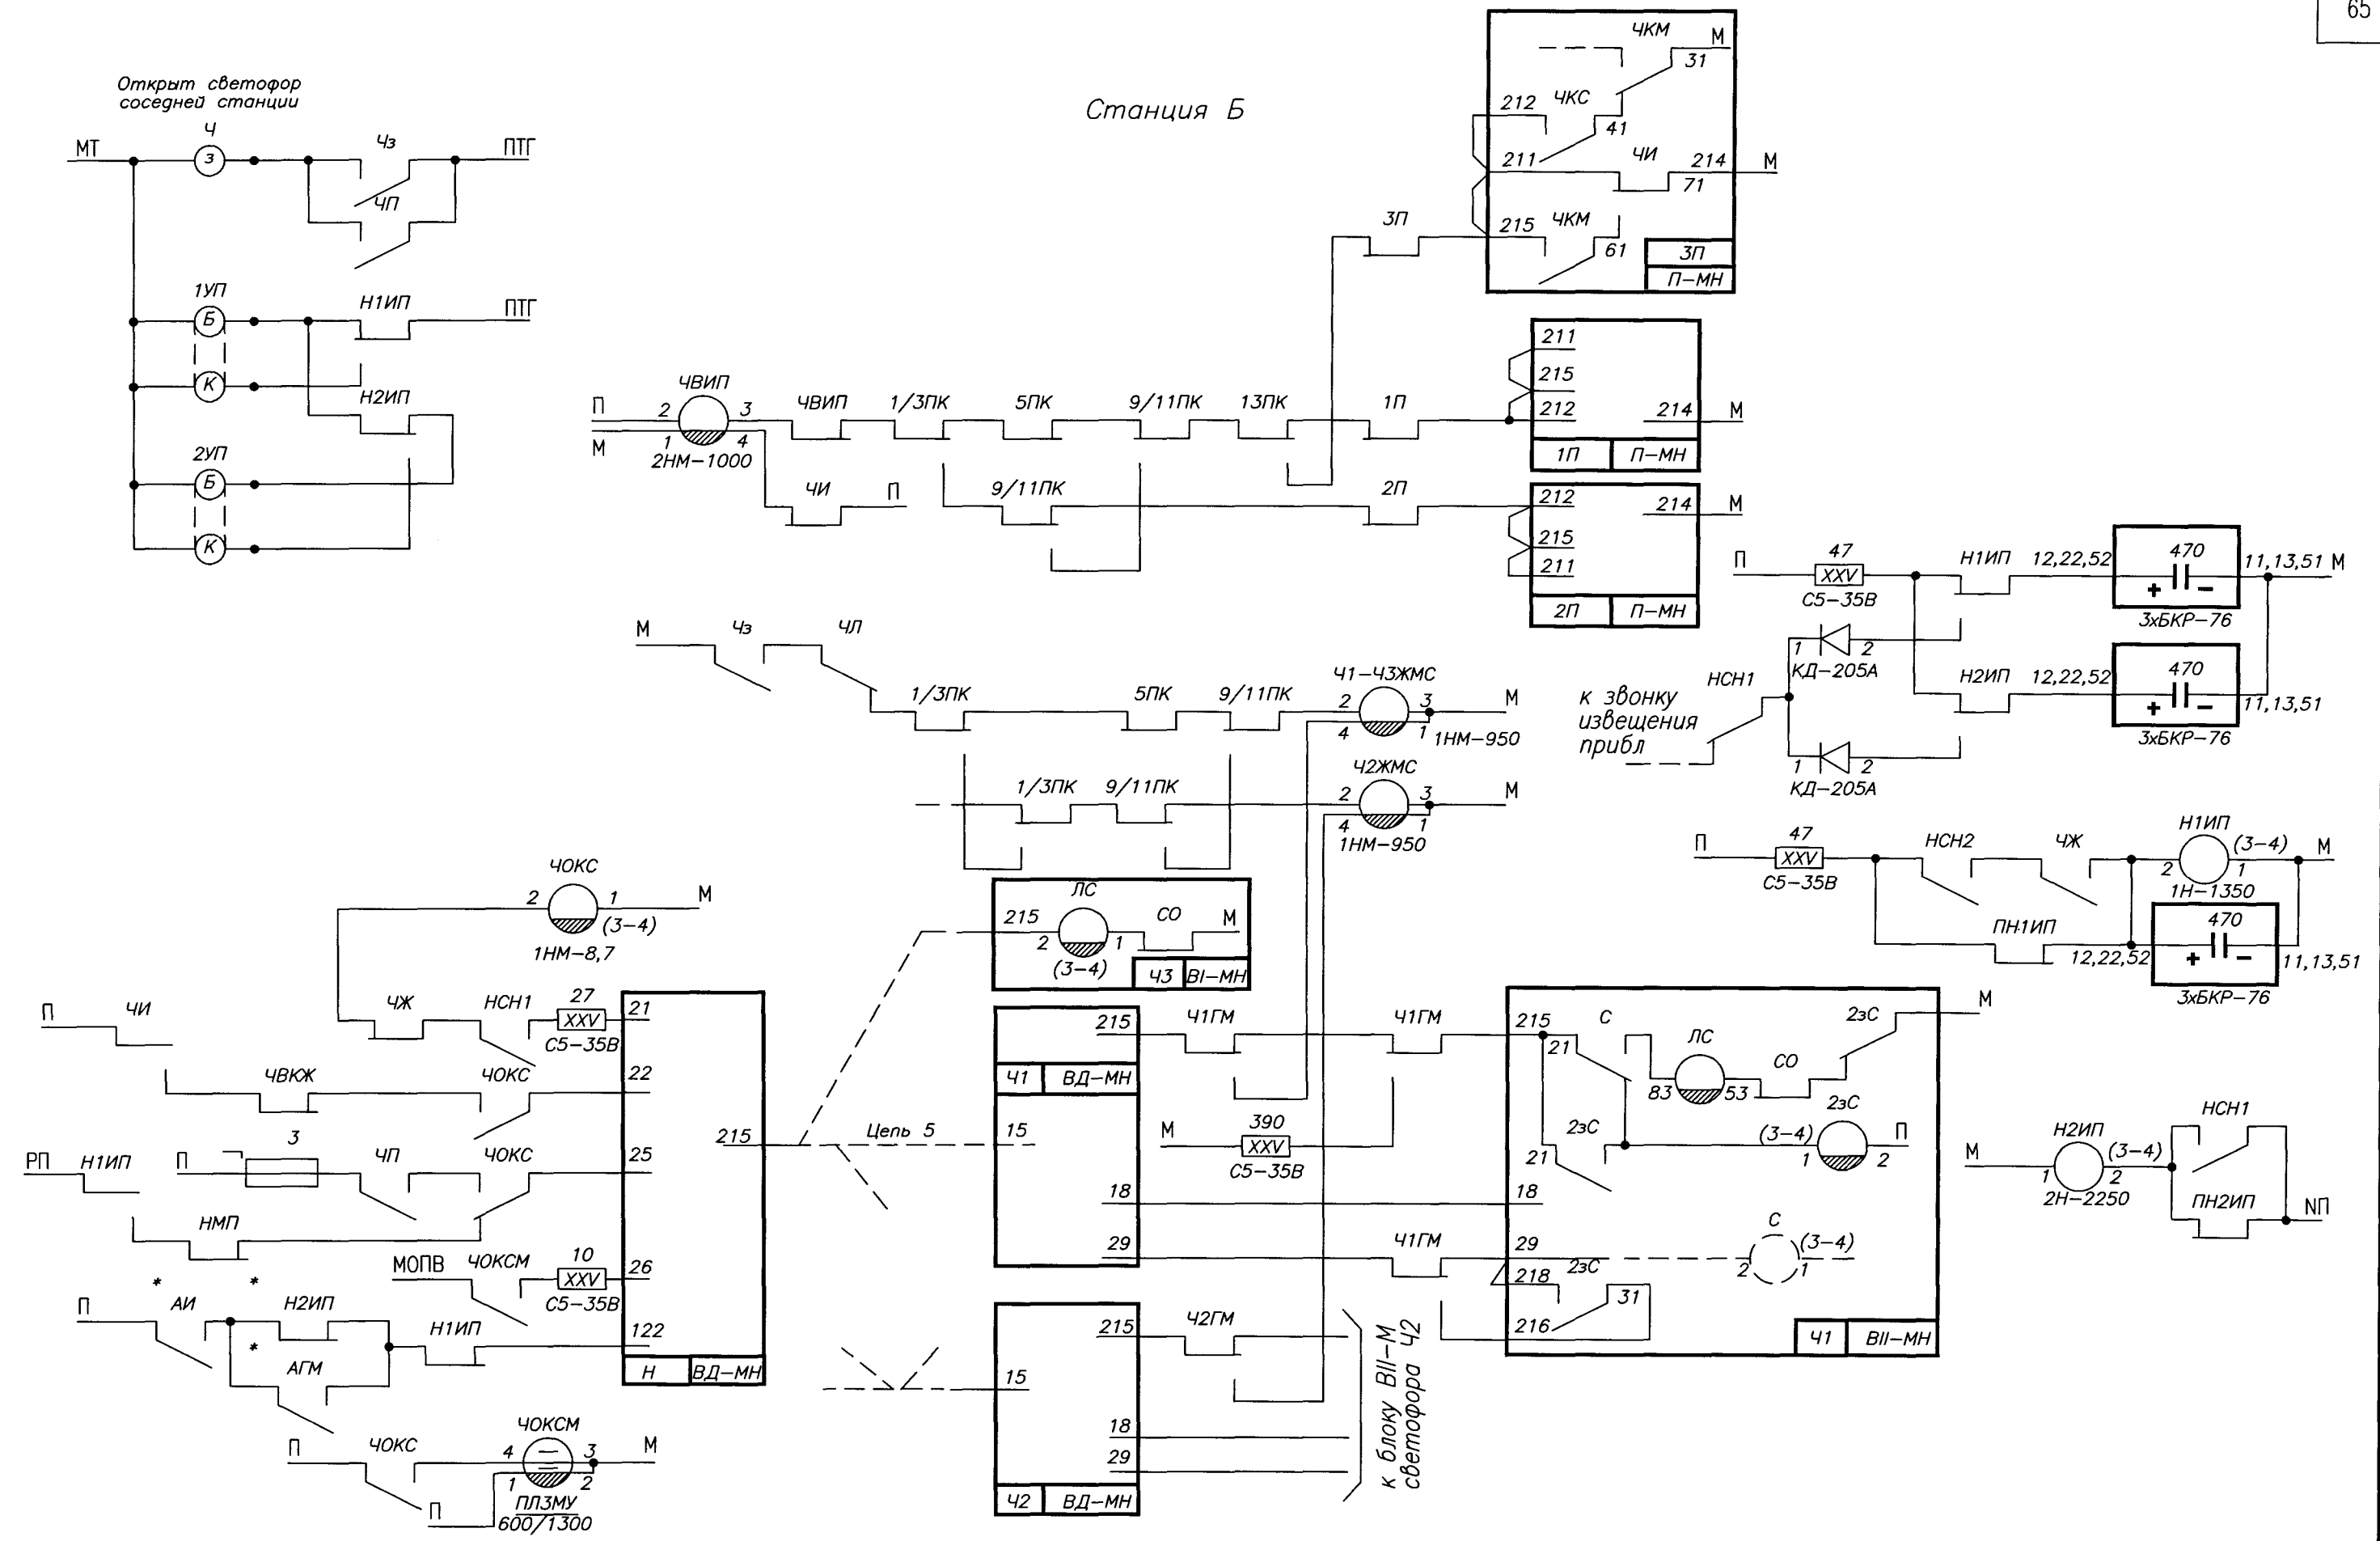 65
Открыт светофор
соседней станции
МТ
Ч
з
Чз
ПТГ
ЧП
1УП
Б
Н1ИП
ПТГ
К
Н2ИП
2УП
Б
К
Станция Б
ЧКМ
М
31
212
ЧКС
41
211
ЧИ
214
М
71
215
ЧКМ
61
3П
П-МН
3П
П
М
ЧВИП
2
3
1
4
2НМ-1000
ЧВИП
1/3ПК
5ПК
9/11ПК
13ПК
1П
211
215
212
214
М
1П
П-МН
ЧИ
П
9/11ПК
2П
212
214
М
215
211
2П
П-МН
М
Чз
ЧЛ
1/3ПК
5ПК
9/11ПК
Ч1-Ч3ЖМС
2
3
М
4
1
1НМ-950
1/3ПК
9/11ПК
Ч2ЖМС
2
3
М
4
1
1НМ-950
П
47
XXV
С5-35В
Н1ИП
12,22,52
470
+
-
11,13,51
М
3хБКР-76
1
2
КД-205А
НСН1
Н2ИП
12,22,52
470
+
-
11,13,51
3хБКР-76
к звонку
извещения
прибл
1
2
КД-205А
П
47
XXV
С5-35В
НСН2
ЧЖ
Н1ИП
2
(3-4)
1
М
1Н-1350
ПН1ИП
12,22,52
470
+
-
11,13,51
3хБКР-76
ЧОКС
2
1
М
(3-4)
1НМ-8,7
ЛС
215
СО
М
2
1
(3-4)
Ч3
ВI-МН
П
ЧИ
ЧЖ
НСН1
27
XXV
С5-35В
21
ЧВКЖ
ЧОКС
22
РП
Н1ИП
П
3
ЧП
ЧОКС
25
НМП
МОПВ
ЧОКСМ
10
XXV
С5-35В
26
*
*
П
АИ
Н2ИП
*
АГМ
Н1ИП
122
215
Н
ВД-МН
П
ЧОКС
ЧОКСМ
4
3
М
1
2
П
ПЛ3МУ
600/1300
Цепь 5
215
Ч1
ВД-МН
15
18
29
Ч1ГМ
Ч1ГМ
М
390
XXV
С5-35В
Ч1ГМ
215
С
21
ЛС
83
53
СО
2зС
М
2зС
21
2зС
(3-4)
1
2
П
18
29
С
(3-4)
2
1
218
2зС
31
216
Ч1
ВII-МН
215
Ч2ГМ
15
18
29
Ч2
ВД-МН
к блоку ВII-М
светофора Ч2
М
Н2ИП
(3-4)
1
2
2Н-2250
НСН1
ПН2ИП
NП